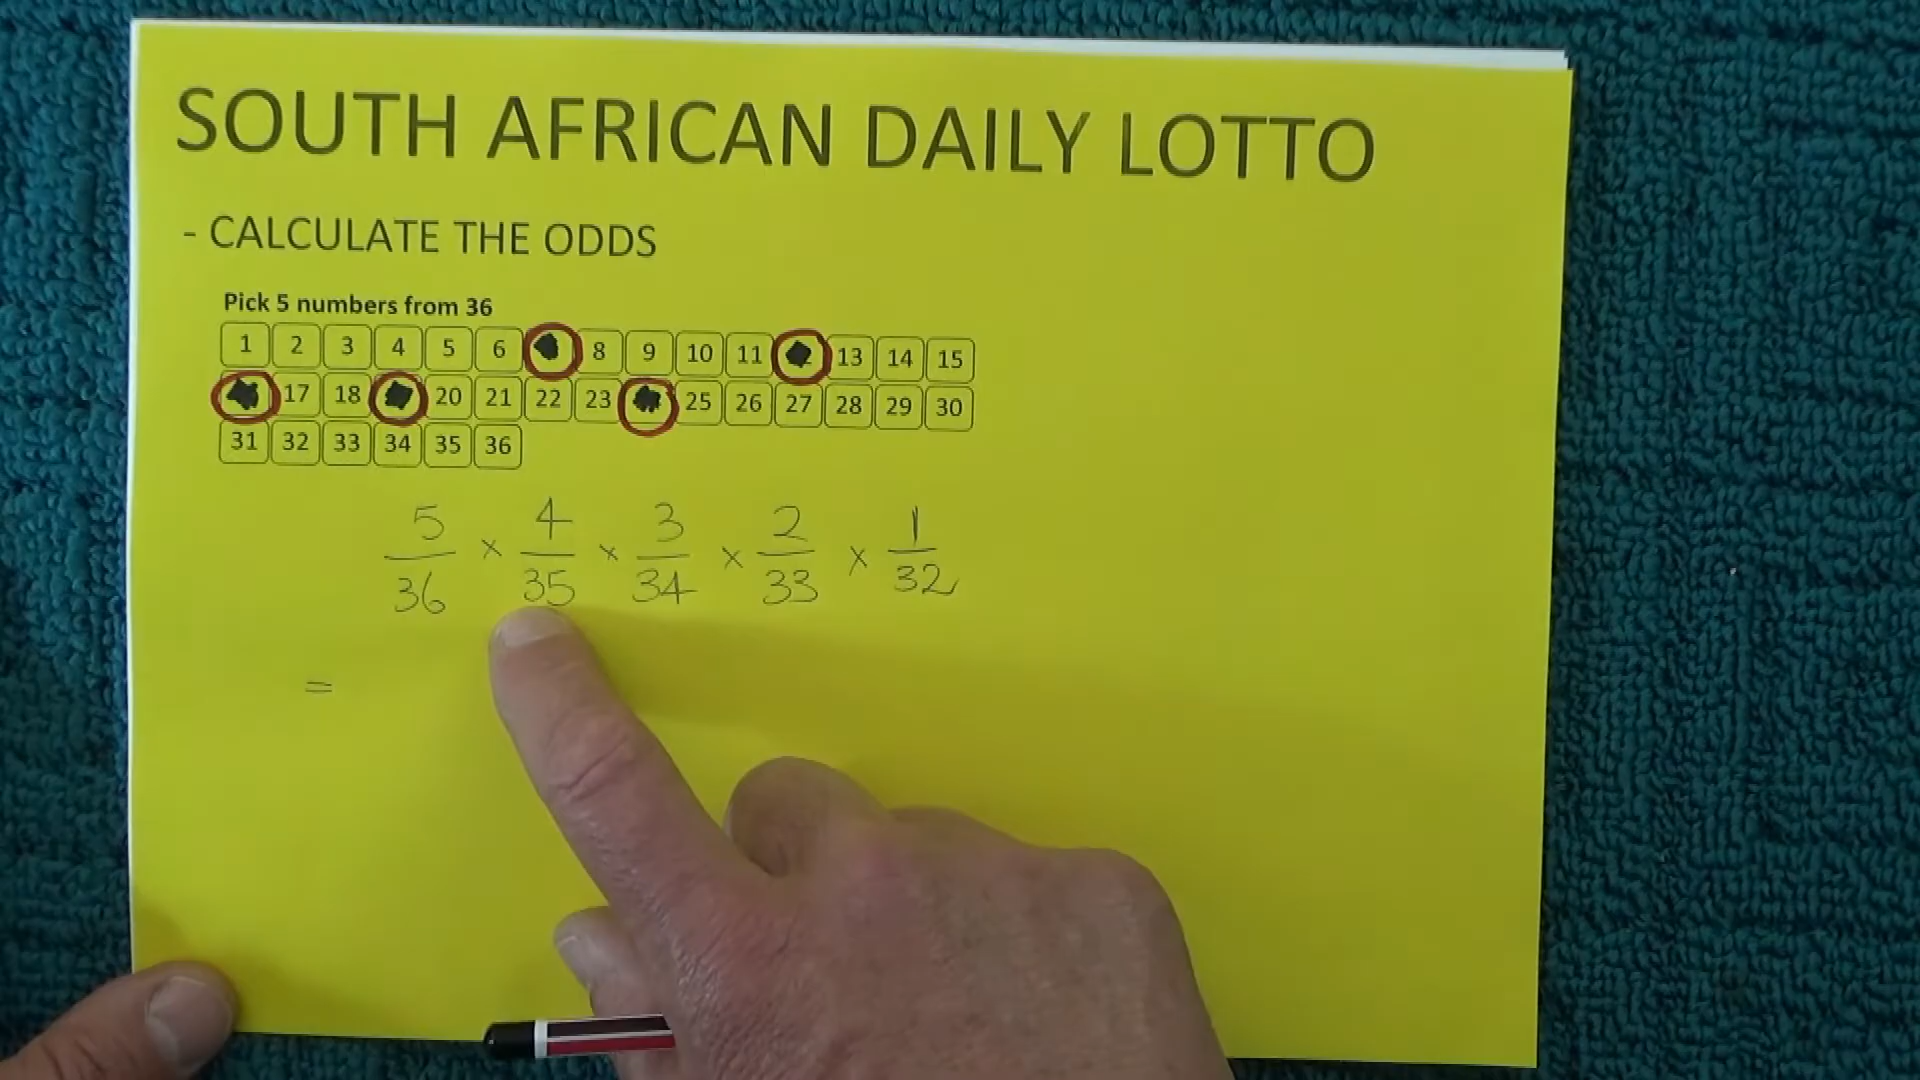 SOUTH AFRICAN DAILY LOTTO
- CALCULATE THE ODDS
Pick 5 numbers from 36
1 2 3 4 5 6 8 9 10 11 13 14 15
17 18 20 21 22 23 25 26 27 28 29 30
31 32 33 34 35 36
5 4 3 2 1
× × × ×
36 35 34 33 32
=